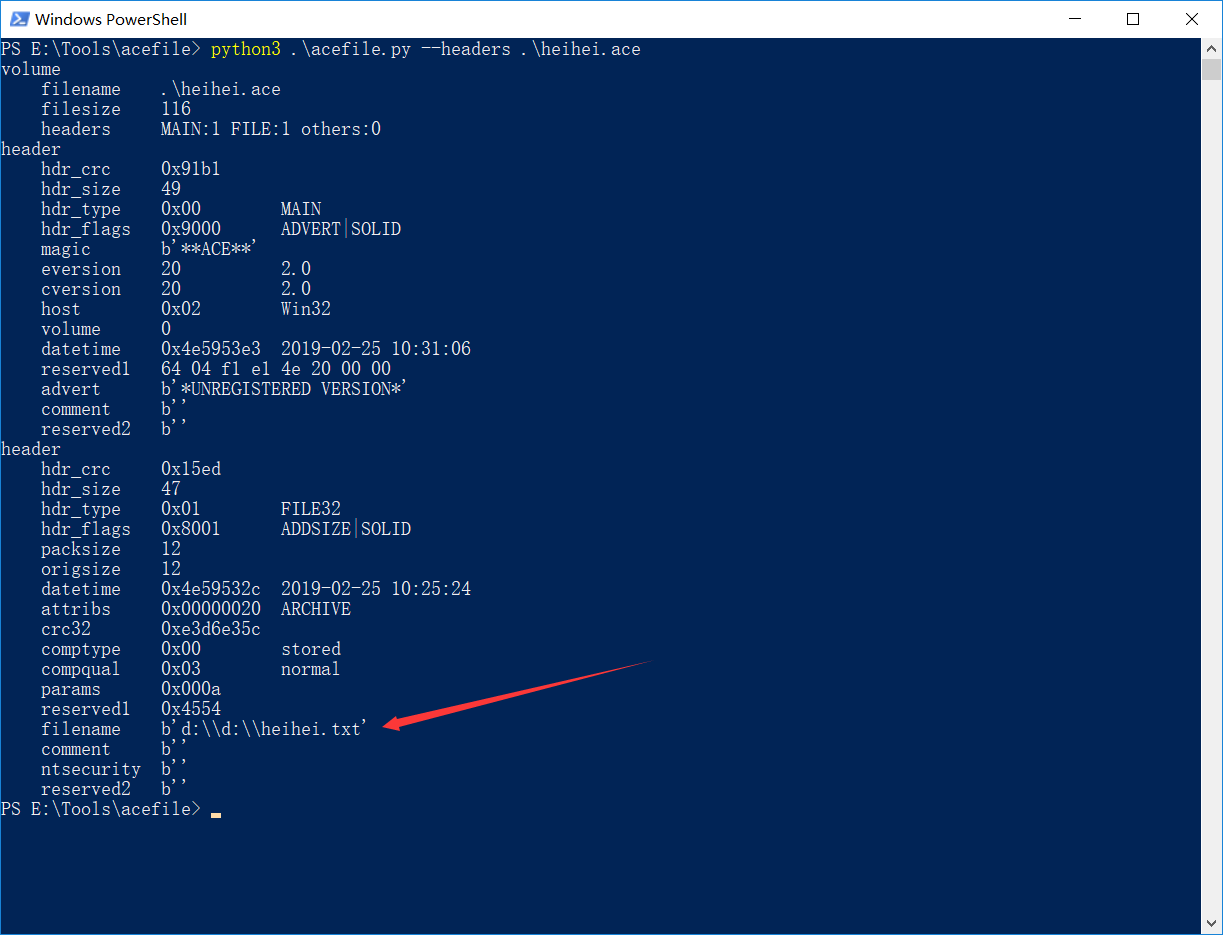 Windows PowerShell
PS E:\Tools\acefile> python3 .\acefile.py --headers .\heihei.ace
volume
    filename    .\heihei.ace
    filesize    116
    headers     MAIN:1 FILE:1 others:0
header
    hdr_crc     0x91b1
    hdr_size    49
    hdr_type    0x00        MAIN
    hdr_flags   0x9000      ADVERT|SOLID
    magic       b'**ACE**'
    eversion    20          2.0
    cversion    20          2.0
    host        0x02        Win32
    volume      0
    datetime    0x4e5953e3  2019-02-25 10:31:06
    reserved1   64 04 f1 e1 4e 20 00 00
    advert      b'*UNREGISTERED VERSION*'
    comment     b''
    reserved2   b''
header
    hdr_crc     0x15ed
    hdr_size    47
    hdr_type    0x01        FILE32
    hdr_flags   0x8001      ADDSIZE|SOLID
    packsize    12
    origsize    12
    datetime    0x4e59532c  2019-02-25 10:25:24
    attribs     0x00000020  ARCHIVE
    crc32       0xe3d6e35c
    comptype    0x00        stored
    compqual    0x03        normal
    params      0x000a
    reserved1   0x4554
    filename    b'd:\\d:\\heihei.txt'
    comment     b''
    ntsecurity  b''
    reserved2   b''
PS E:\Tools\acefile>